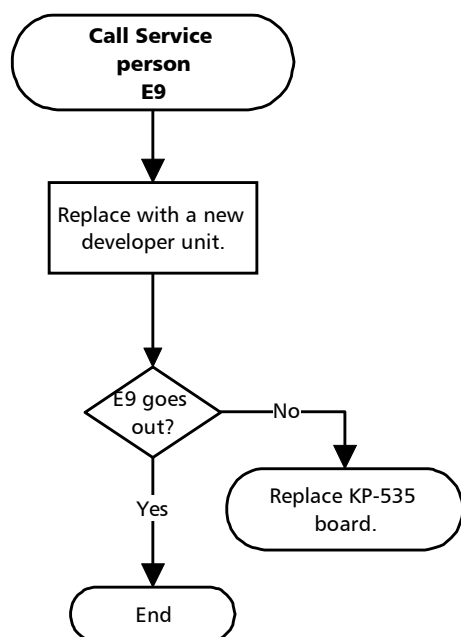 Call Service
person
E9
Replace with a new
developer unit.
E9 goes
out?
No
Replace KP-535
board.
Yes
End